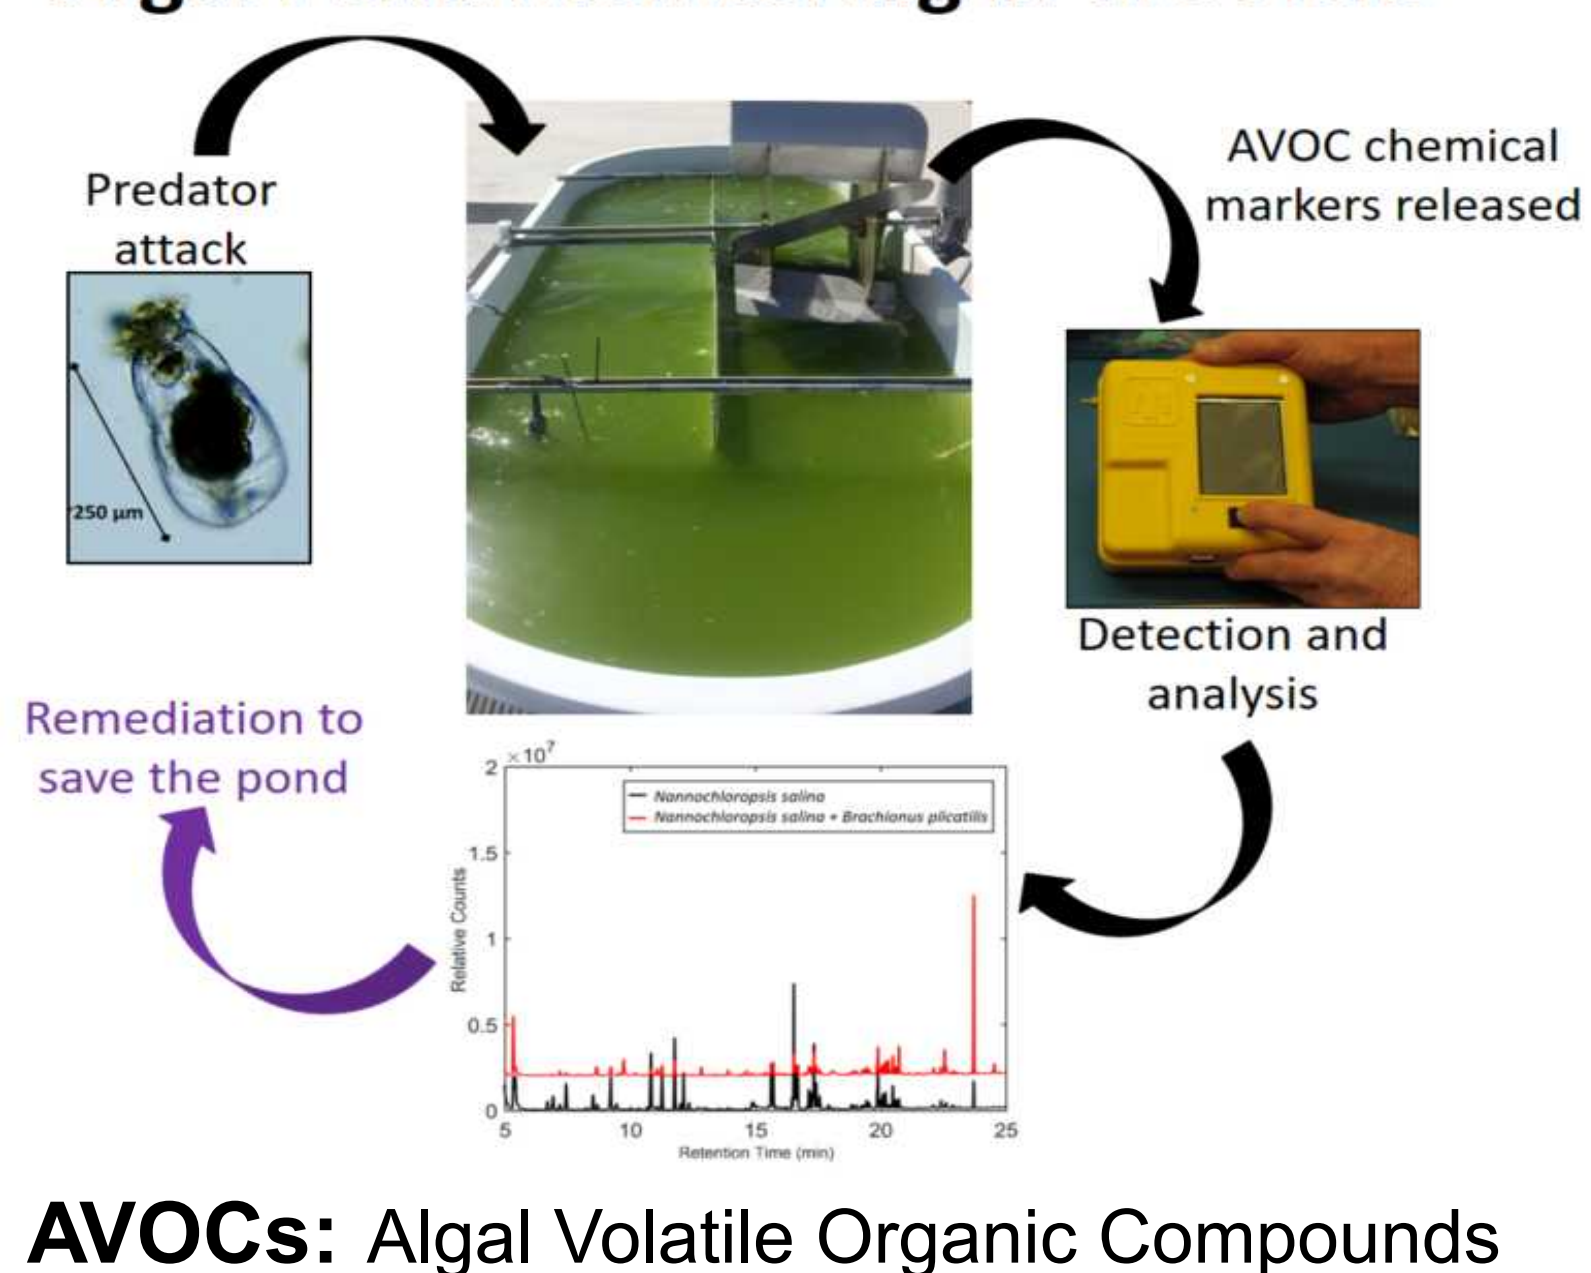 Predator
attack
250 µm
AVOC chemical
markers released
Detection and
analysis
Remediation to
save the pond
×10⁷
2
1.5
1
0.5
0
5 10 15 20 25
Relative Counts
Retention Time (min)
Nannochloropsis salina
Nannochloropsis salina + Brachionus plicatilis
AVOCs: Algal Volatile Organic Compounds